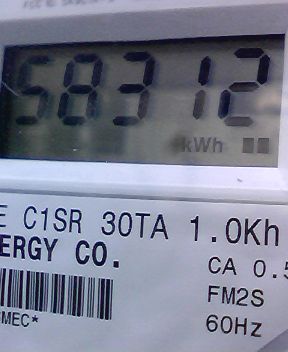 58312
kWh
E C1SR 30TA 1.0Kh
ERGY CO.
CA 0.5
FM2S
MEC*
60Hz